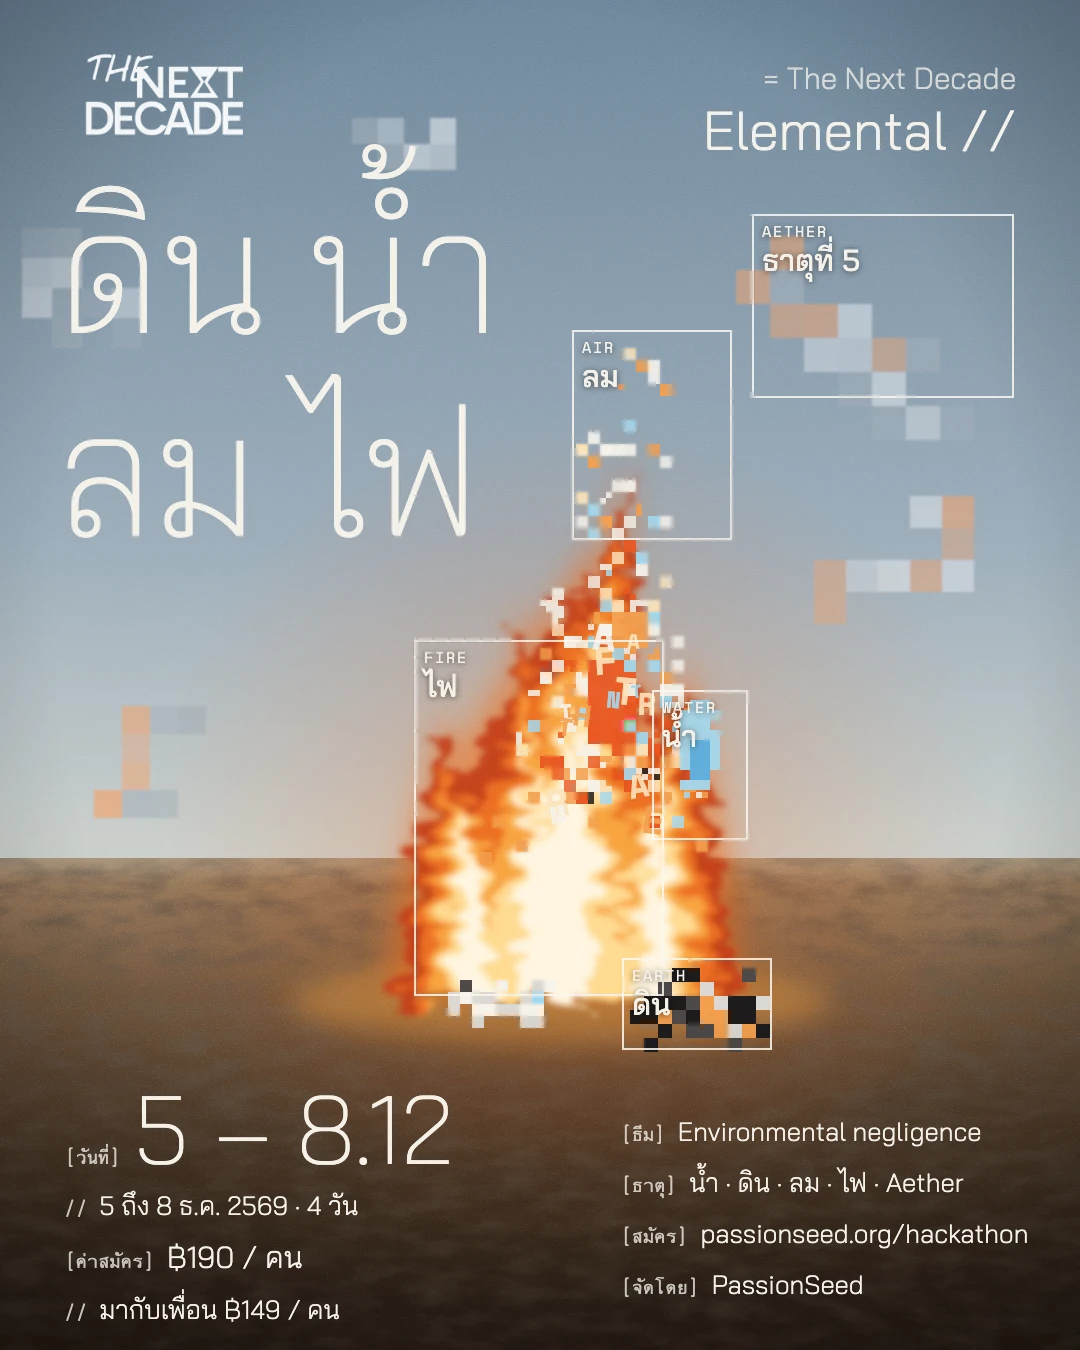 THE NEXT
DECADE
= The Next Decade
Elemental //
ดิน น้ำ
ลม ไฟ
AETHER
ธาตุที่ 5
AIR
ลม
FIRE
ไฟ
WATER
น้ำ
EARTH
ดิน
[วันที่] 5 – 8.12
// 5 ถึง 8 ธ.ค. 2569 · 4 วัน
[ค่าสมัคร] ฿190 / คน
// มากับเพื่อน ฿149 / คน
[ธีม] Environmental negligence
[ธาตุ] น้ำ · ดิน · ลม · ไฟ · Aether
[สมัคร] passionseed.org/hackathon
[จัดโดย] PassionSeed